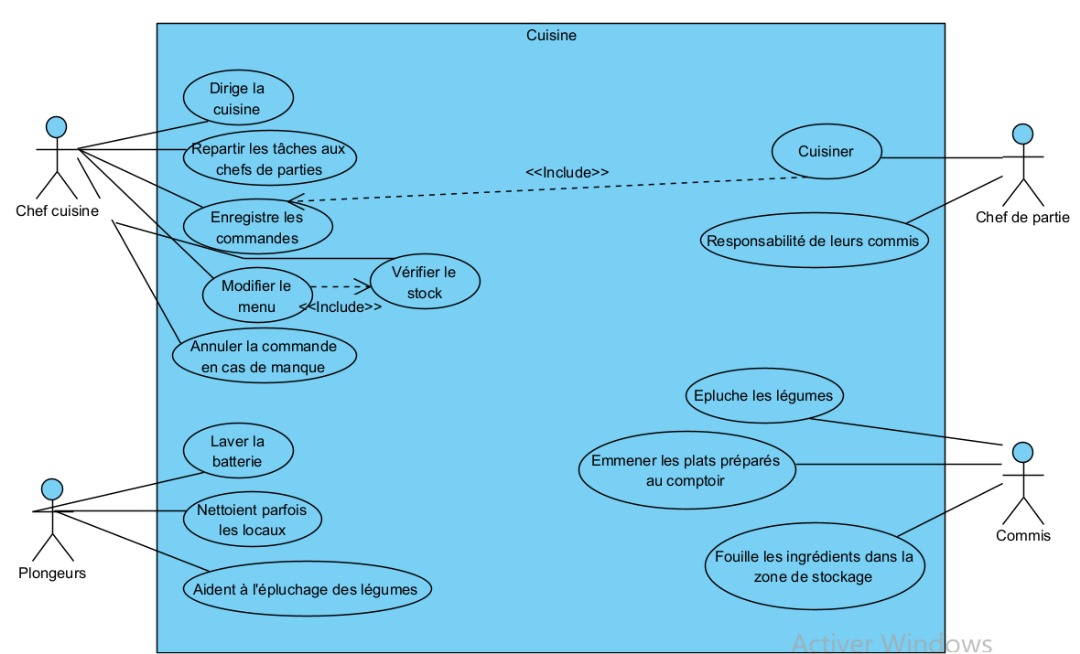 Cuisine
Dirige la
cuisine
Repartir les tâches aux
chefs de parties
Cuisiner
<<Include>>
Chef cuisine
Chef de partie
Enregistre les
commandes
Responsabilité de leurs commis
Vérifier le
stock
Modifier le
menu
<<Include>>
Annuler la commande
en cas de manque
Epluche les légumes
Laver la
batterie
Emmener les plats préparés
au comptoir
Nettoient parfois
les locaux
Commis
Fouille les ingrédients dans la
zone de stockage
Plongeurs
Aident à l'épluchage des légumes
Activer Windows